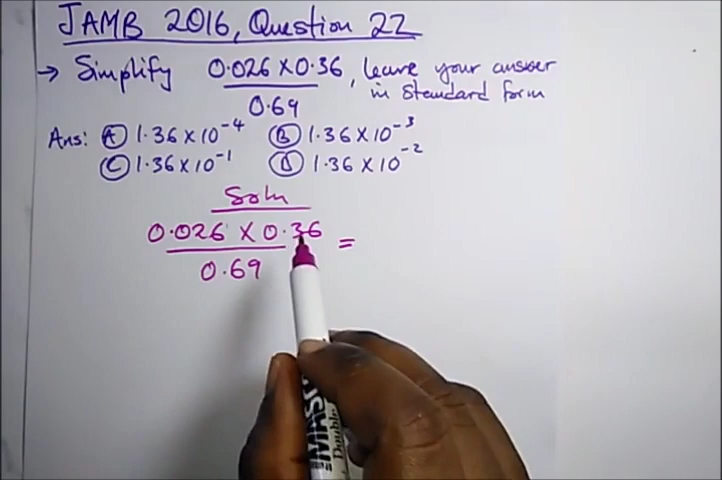 JAMB 2016, Question 22
→ Simplify 0.026 X 0.36, leave your answer
in standard form
0.69
Ans: A 1.36 X 10^-4 B 1.36 X 10^-3
C 1.36 X 10^-1 D 1.36 X 10^-2
Soln
0.026 X 0.36 =
0.69
MAS
Double